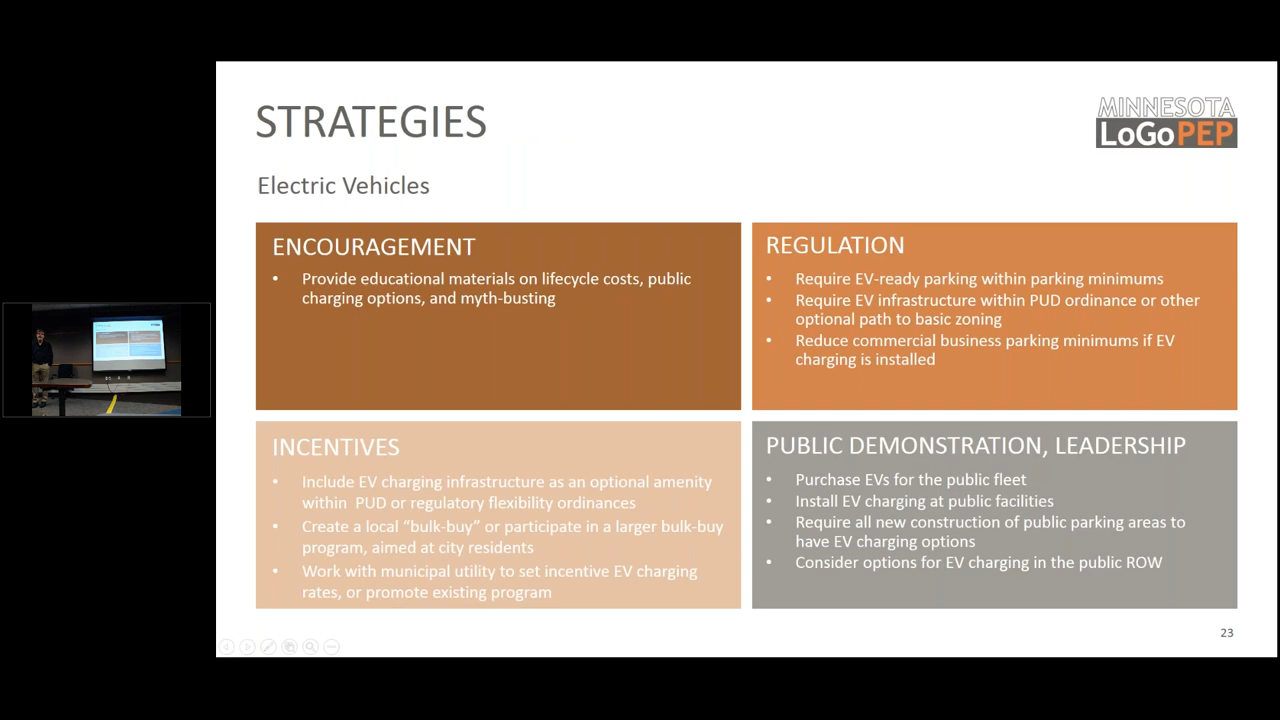 STRATEGIES
MINNESOTA
LoGoPEP
Electric Vehicles
ENCOURAGEMENT
• Provide educational materials on lifecycle costs, public
charging options, and myth-busting
REGULATION
• Require EV-ready parking within parking minimums
• Require EV infrastructure within PUD ordinance or other
optional path to basic zoning
• Reduce commercial business parking minimums if EV
charging is installed
INCENTIVES
• Include EV charging infrastructure as an optional amenity
within PUD or regulatory flexibility ordinances
• Create a local “bulk-buy” or participate in a larger bulk-buy
program, aimed at city residents
• Work with municipal utility to set incentive EV charging
rates, or promote existing program
PUBLIC DEMONSTRATION, LEADERSHIP
• Purchase EVs for the public fleet
• Install EV charging at public facilities
• Require all new construction of public parking areas to
have EV charging options
• Consider options for EV charging in the public ROW
23